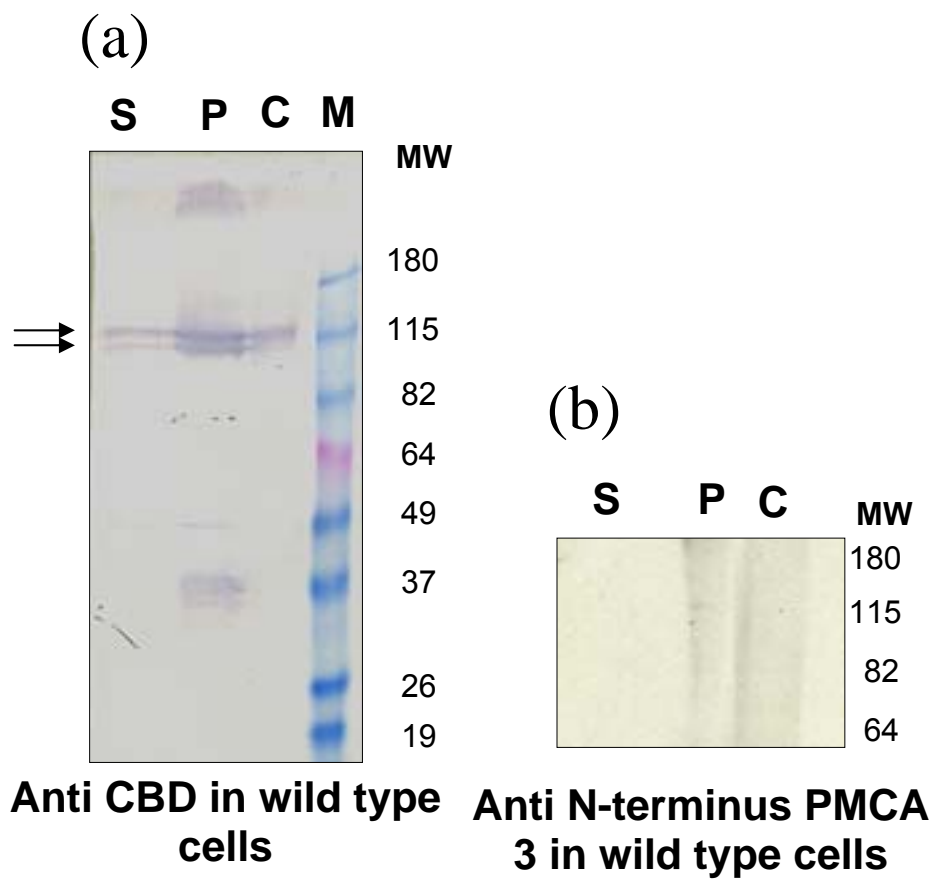 (a)
S P C M
MW
180
115
82
64
49
37
26
19
Anti CBD in wild type
cells
(b)
S P C
MW
180
115
82
64
Anti N-terminus PMCA
3 in wild type cells